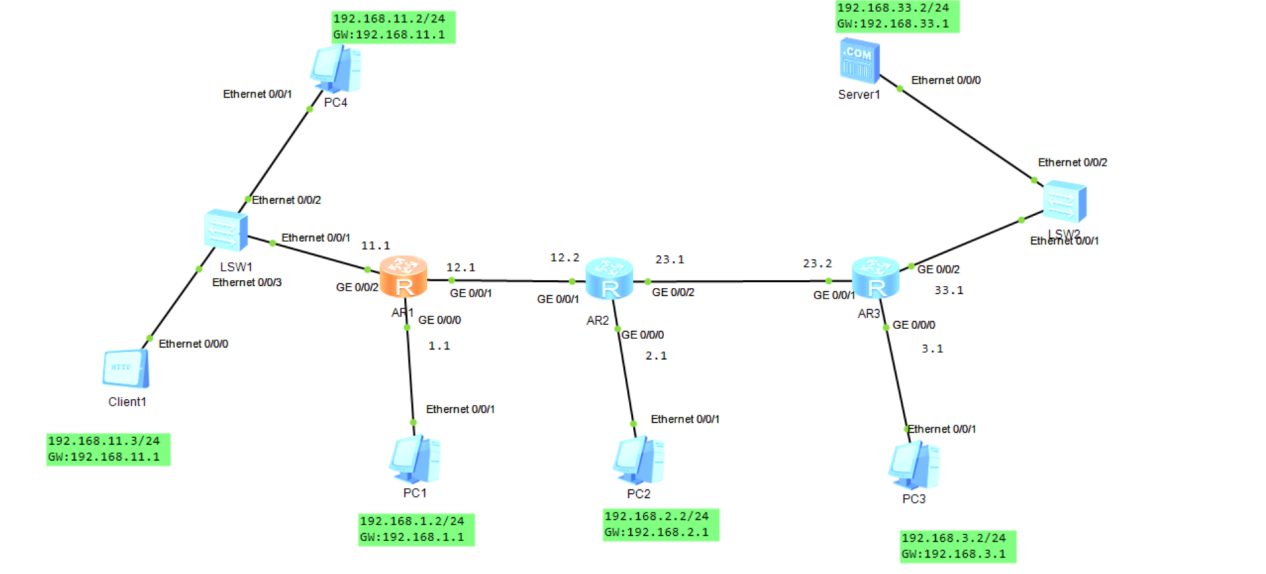 192.168.11.2/24
GW:192.168.11.1
192.168.33.2/24
GW:192.168.33.1
.COM
Ethernet 0/0/0
Ethernet 0/0/1
PC4
Server1
Ethernet 0/0/2
Ethernet 0/0/2
LSW2
Ethernet 0/0/1
Ethernet 0/0/1
11.1
LSW1
Ethernet 0/0/3
GE 0/0/2
R
AR1
12.1
GE 0/0/1
12.2
GE 0/0/1
R
AR2
23.1
GE 0/0/2
23.2
GE 0/0/1
R
AR3
GE 0/0/2
33.1
GE 0/0/0
1.1
GE 0/0/0
2.1
GE 0/0/0
3.1
Ethernet 0/0/0
HTTP
Client1
192.168.11.3/24
GW:192.168.11.1
Ethernet 0/0/1
PC1
192.168.1.2/24
GW:192.168.1.1
Ethernet 0/0/1
PC2
192.168.2.2/24
GW:192.168.2.1
Ethernet 0/0/1
PC3
192.168.3.2/24
GW:192.168.3.1